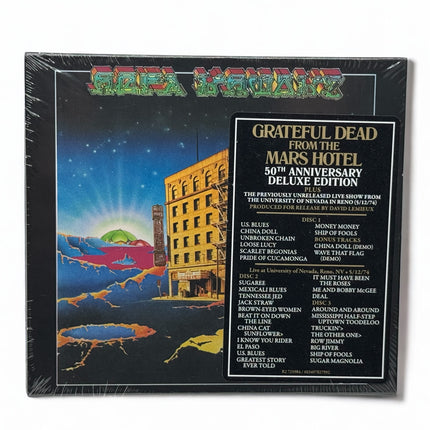 GRATEFUL DEAD
FROM THE
MARS HOTEL
50TH ANNIVERSARY
DELUXE EDITION
PLUS
THE PREVIOUSLY UNRELEASED LIVE SHOW FROM
THE UNIVERSITY OF NEVADA IN RENO (5/12/74)
PRODUCED FOR RELEASE BY DAVID LEMIEUX
DISC 1
U.S. BLUES
CHINA DOLL
UNBROKEN CHAIN
LOOSE LUCY
SCARLET BEGONIAS
PRIDE OF CUCAMONGA
MONEY MONEY
SHIP OF FOOLS
BONUS TRACKS
CHINA DOLL (DEMO)
WAVE THAT FLAG
(DEMO)
Live at University of Nevada, Reno, NV • 5/12/74
DISC 2
SUGAREE
MEXICALI BLUES
TENNESSEE JED
JACK STRAW
BROWN-EYED WOMEN
BEAT IT ON DOWN
THE LINE
CHINA CAT
SUNFLOWER>
I KNOW YOU RIDER
EL PASO
U.S. BLUES
GREATEST STORY
EVER TOLD
IT MUST HAVE BEEN
THE ROSES
ME AND BOBBY McGEE
DEAL
DISC 3
AROUND AND AROUND
MISSISSIPPI HALF-STEP
UPTOWN TOODELOO
TRUCKIN'>
THE OTHER ONE>
ROW JIMMY
BIG RIVER
SHIP OF FOOLS
SUGAR MAGNOLIA